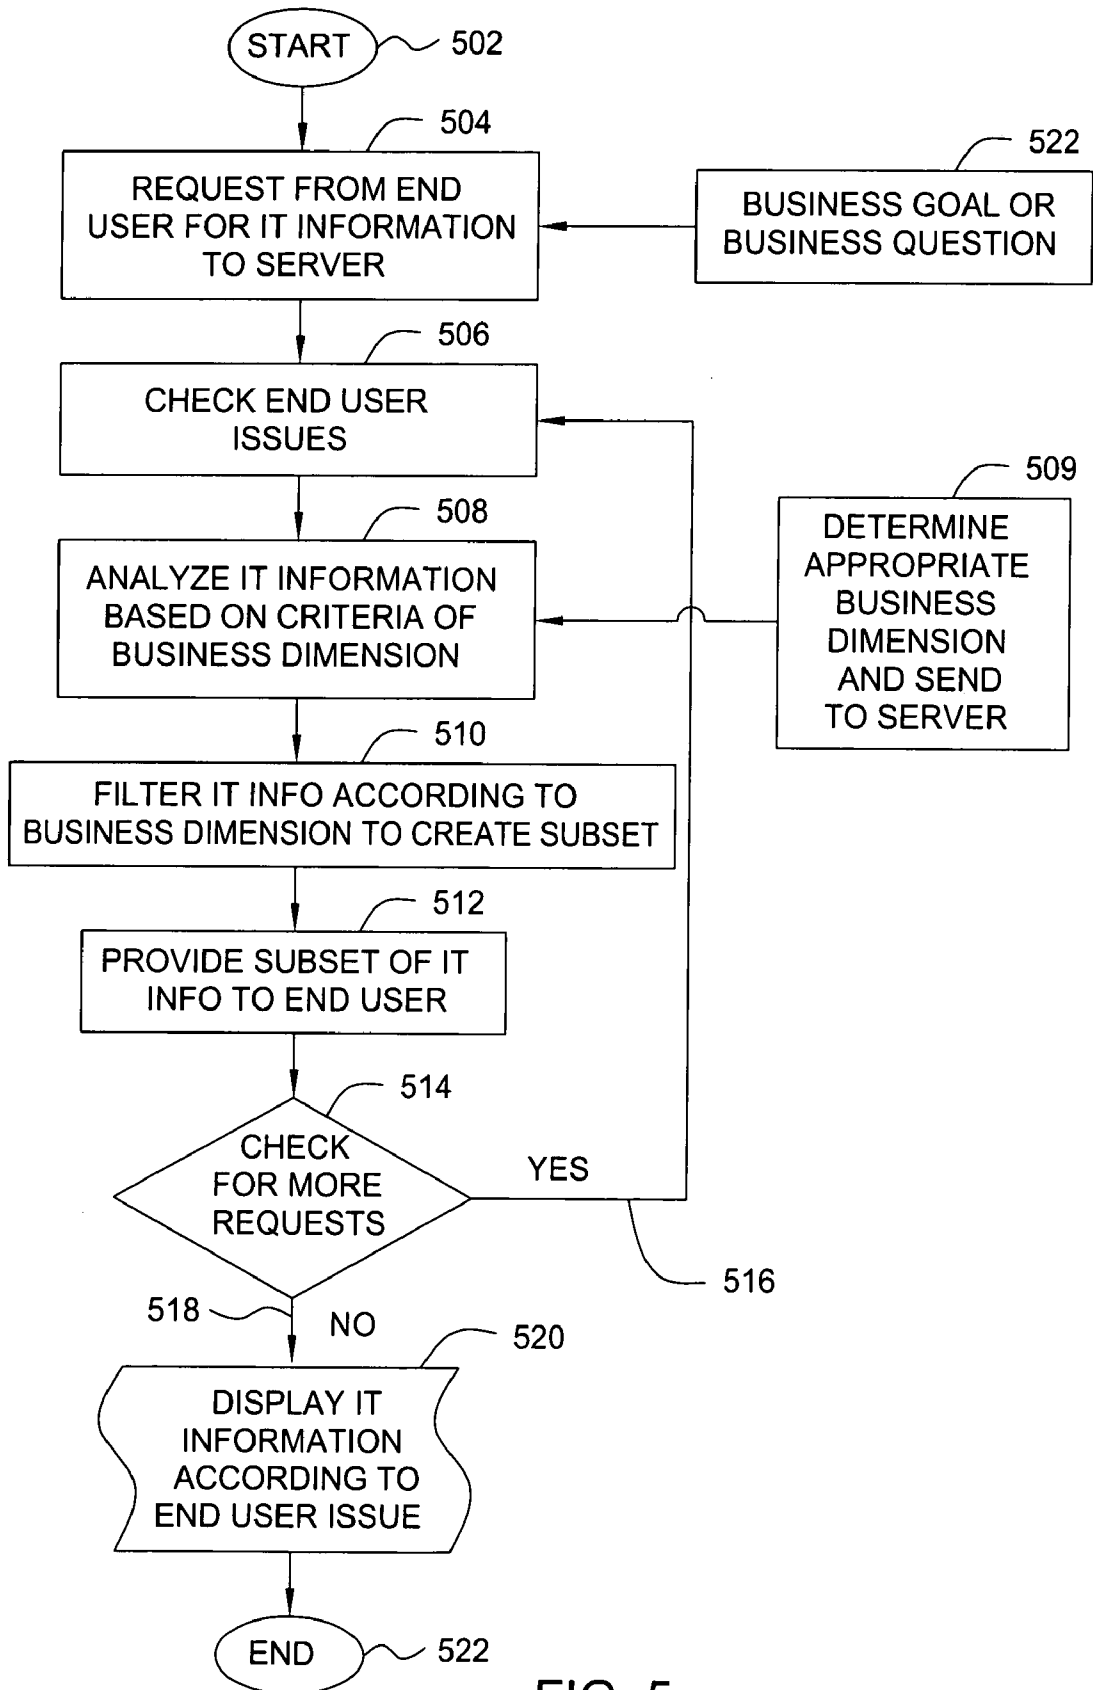 START
502
504
REQUEST FROM END
USER FOR IT INFORMATION
TO SERVER
522
BUSINESS GOAL OR
BUSINESS QUESTION
506
CHECK END USER
ISSUES
508
ANALYZE IT INFORMATION
BASED ON CRITERIA OF
BUSINESS DIMENSION
509
DETERMINE
APPROPRIATE
BUSINESS
DIMENSION
AND SEND
TO SERVER
510
FILTER IT INFO ACCORDING TO
BUSINESS DIMENSION TO CREATE SUBSET
512
PROVIDE SUBSET OF IT
INFO TO END USER
514
CHECK
FOR MORE
REQUESTS
YES
516
518
NO
520
DISPLAY IT
INFORMATION
ACCORDING TO
END USER ISSUE
END
522
FIG. 5